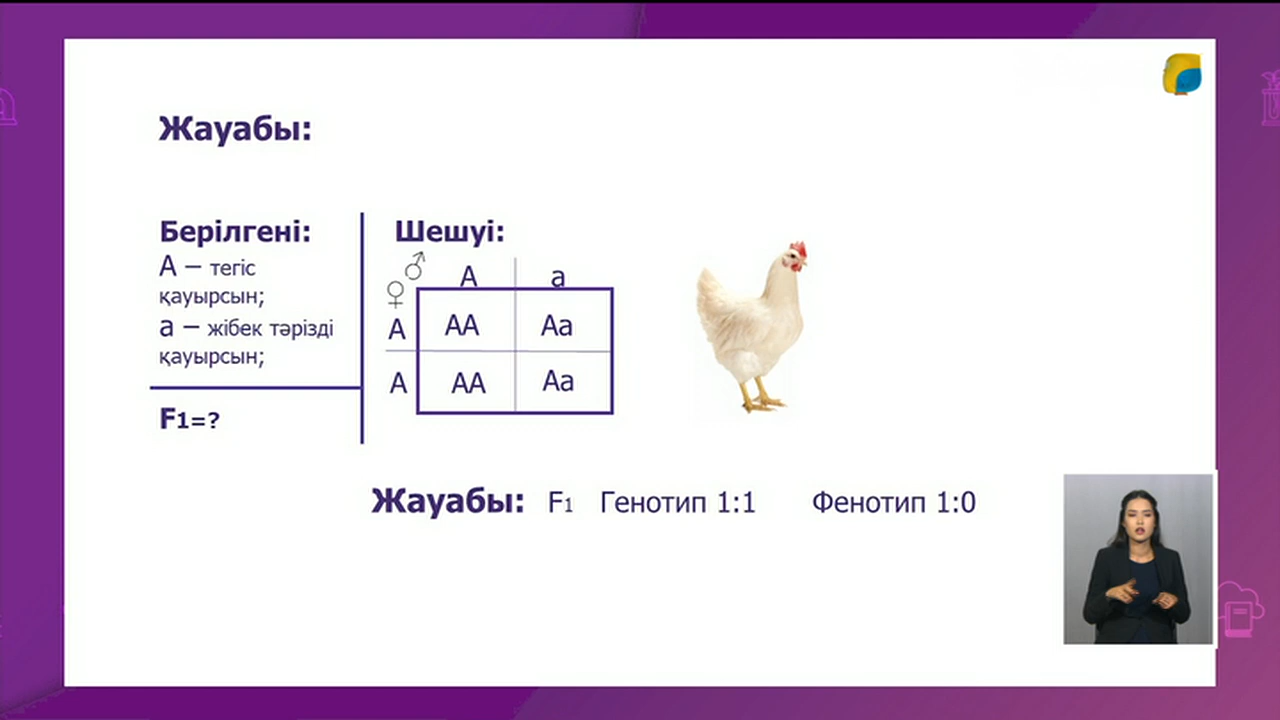 Жауабы:
Берілгені:
А – тегіс
қауырсын;
а – жібек тәрізді
қауырсын;
F1=?
Шешуі:
♂ А а
♀
А АА Аа
А АА Аа
Жауабы: F1 Генотип 1:1 Фенотип 1:0